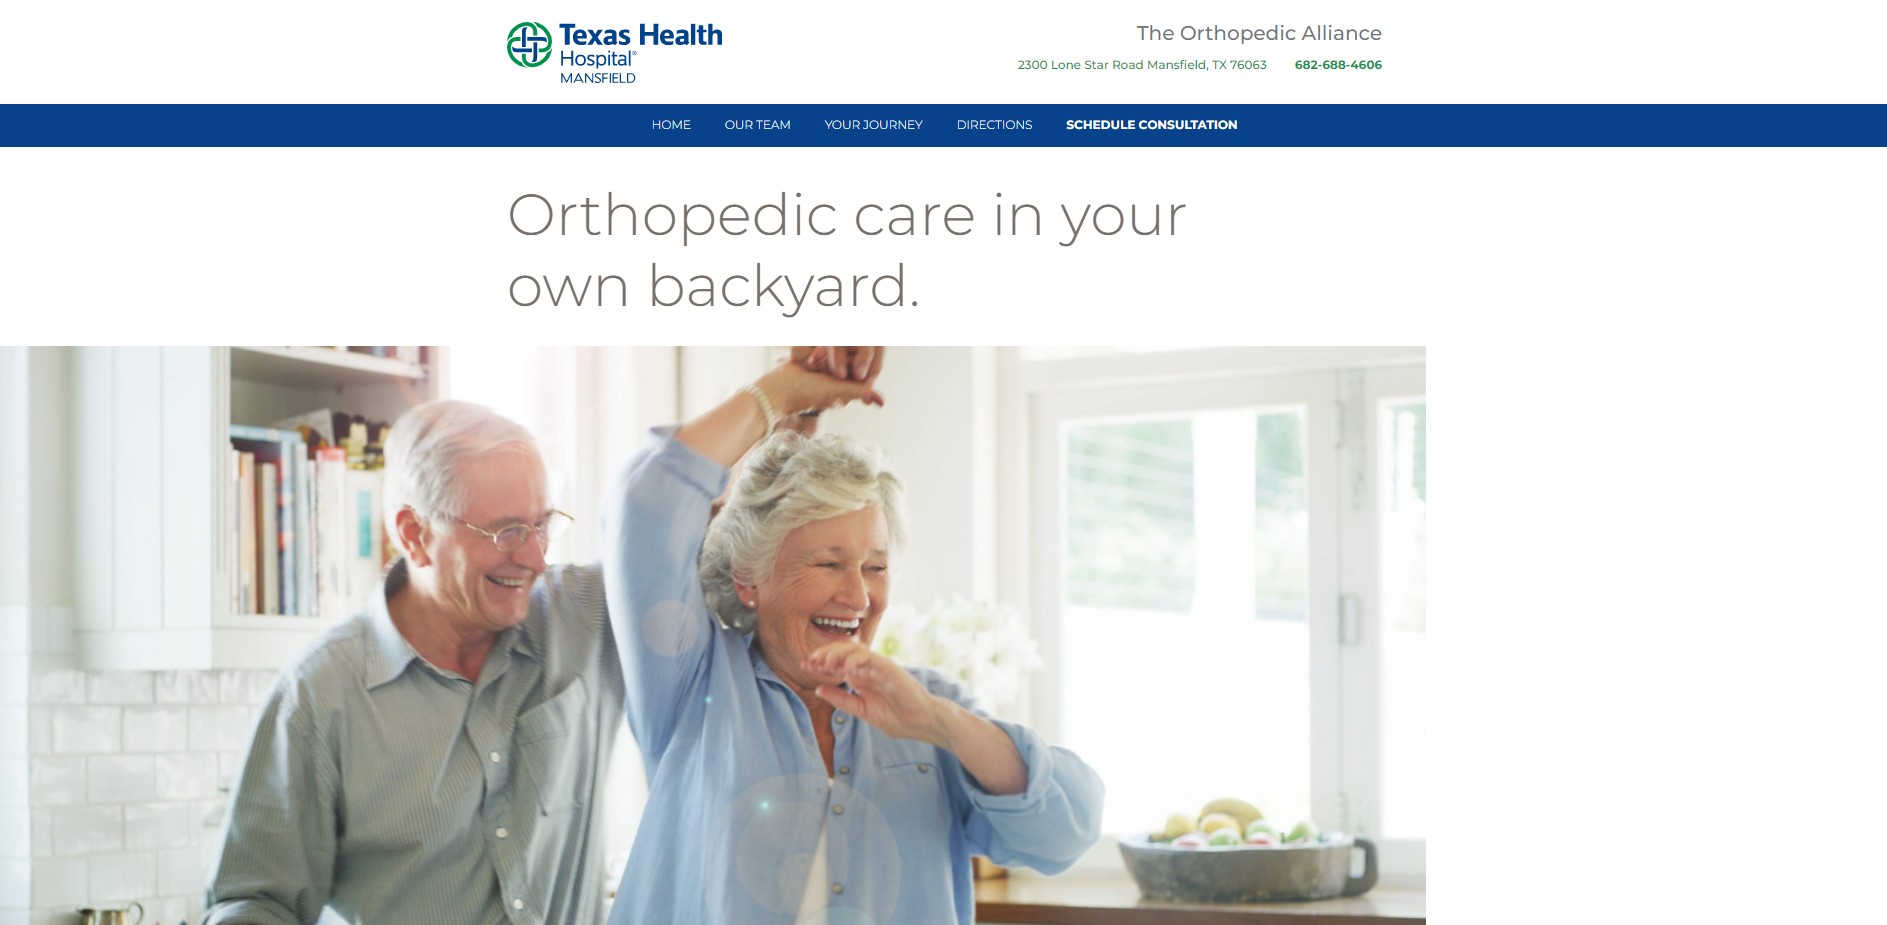 Texas Health
Hospital®
MANSFIELD
The Orthopedic Alliance
2300 Lone Star Road Mansfield, TX 76063 682-688-4606
HOME OUR TEAM YOUR JOURNEY DIRECTIONS SCHEDULE CONSULTATION
Orthopedic care in your
own backyard.